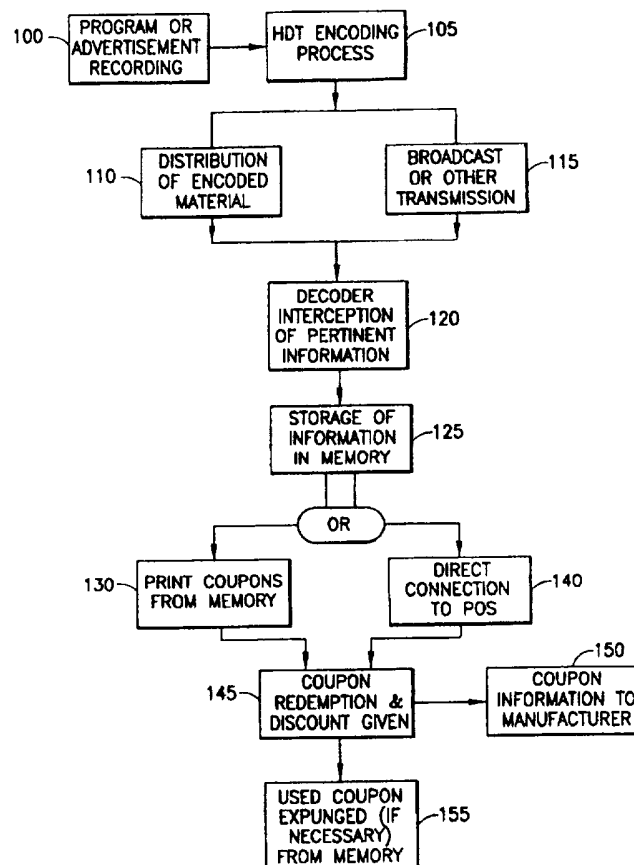 100
PROGRAM OR
ADVERTISEMENT
RECORDING
HDT ENCODING
PROCESS
105
110
DISTRIBUTION
OF ENCODED
MATERIAL
BROADCAST
OR OTHER
TRANSMISSION
115
DECODER
INTERCEPTION
OF PERTINENT
INFORMATION
120
STORAGE OF
INFORMATION
IN MEMORY
125
OR
130
PRINT COUPONS
FROM MEMORY
DIRECT
CONNECTION
TO POS
140
145
COUPON
REDEMPTION &
DISCOUNT GIVEN
150
COUPON
INFORMATION TO
MANUFACTURER
USED COUPON
EXPUNGED (IF
NECESSARY)
FROM MEMORY
155